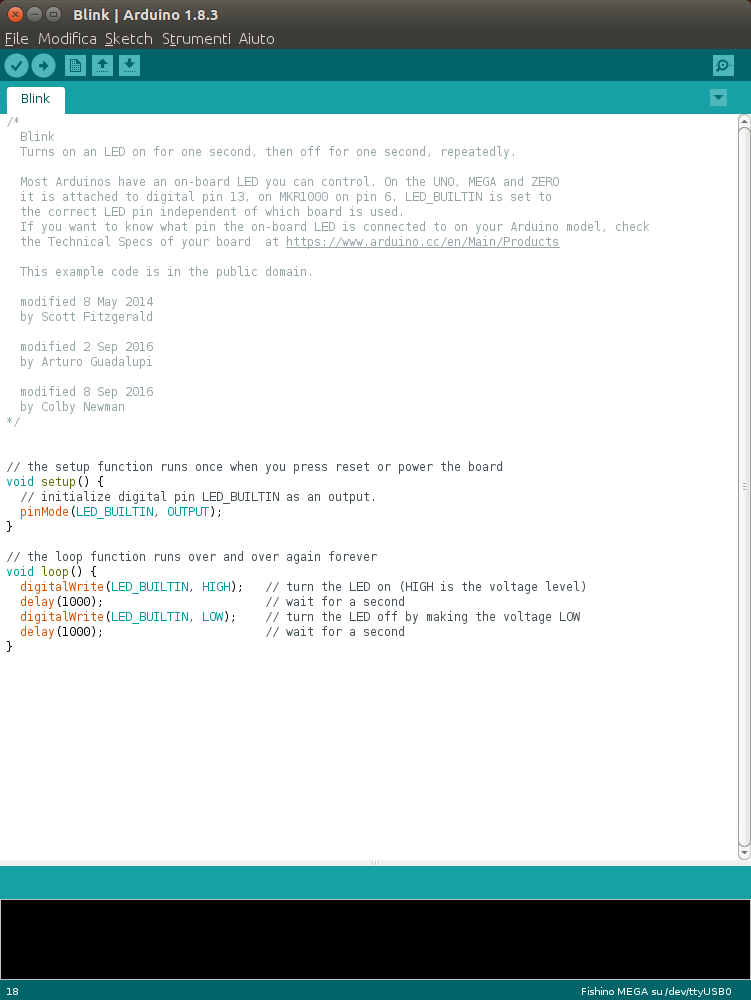 Blink | Arduino 1.8.3
File Modifica Sketch Strumenti Aiuto
Blink
/*
  Blink
  Turns on an LED on for one second, then off for one second, repeatedly.

  Most Arduinos have an on-board LED you can control. On the UNO, MEGA and ZERO
  it is attached to digital pin 13, on MKR1000 on pin 6. LED_BUILTIN is set to
  the correct LED pin independent of which board is used.
  If you want to know what pin the on-board LED is connected to on your Arduino model, check
  the Technical Specs of your board  at https://www.arduino.cc/en/Main/Products

  This example code is in the public domain.

  modified 8 May 2014
  by Scott Fitzgerald

  modified 2 Sep 2016
  by Arturo Guadalupi

  modified 8 Sep 2016
  by Colby Newman
*/

// the setup function runs once when you press reset or power the board
void setup() {
  // initialize digital pin LED_BUILTIN as an output.
  pinMode(LED_BUILTIN, OUTPUT);
}

// the loop function runs over and over again forever
void loop() {
  digitalWrite(LED_BUILTIN, HIGH);   // turn the LED on (HIGH is the voltage level)
  delay(1000);                       // wait for a second
  digitalWrite(LED_BUILTIN, LOW);    // turn the LED off by making the voltage LOW
  delay(1000);                       // wait for a second
}
18
Fishino MEGA su /dev/ttyUSB0